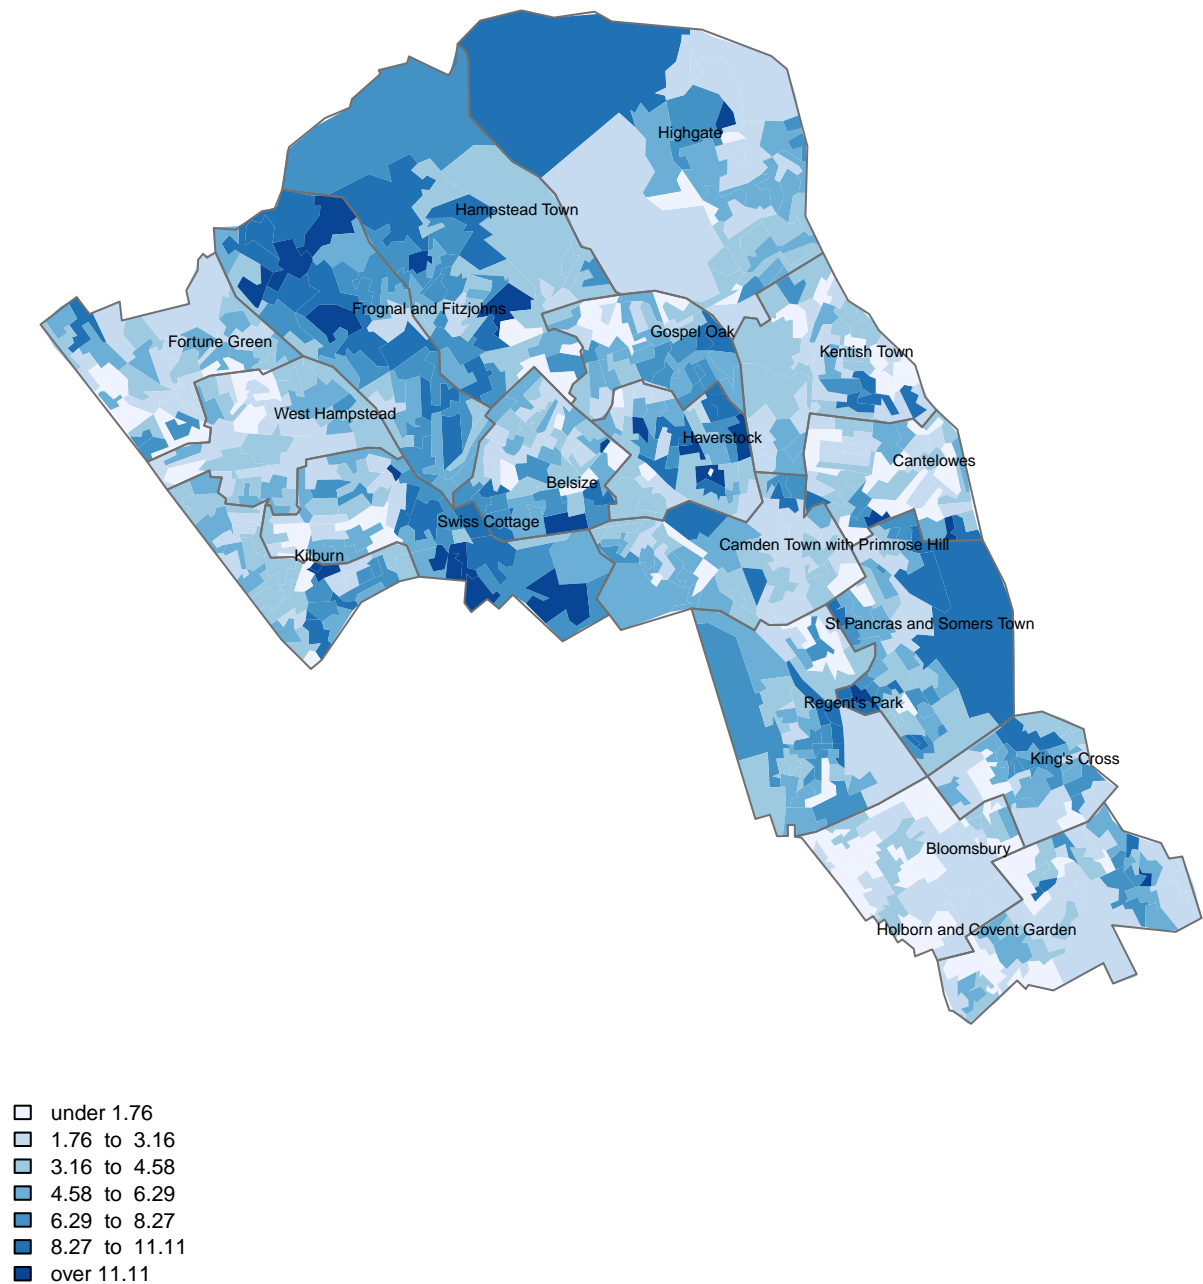 Highgate
Hampstead Town
Frognal and Fitzjohns
Gospel Oak
Fortune Green
Kentish Town
West Hampstead
Haverstock
Cantelowes
Belsize
Swiss Cottage
Camden Town with Primrose Hill
Kilburn
St Pancras and Somers Town
Regent's Park
King's Cross
Bloomsbury
Holborn and Covent Garden
under 1.76
1.76 to 3.16
3.16 to 4.58
4.58 to 6.29
6.29 to 8.27
8.27 to 11.11
over 11.11